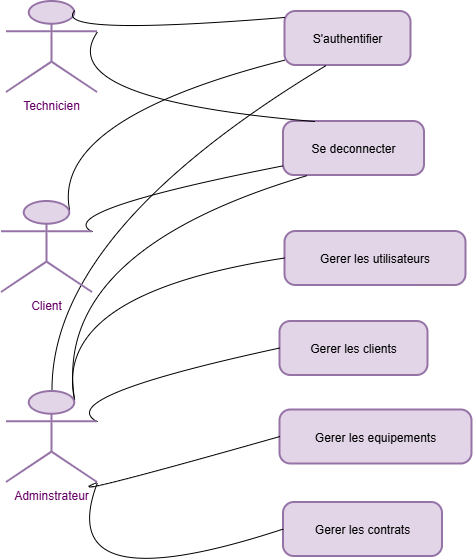 S'authentifier
Technicien
Se deconnecter
Gerer les utilisateurs
Client
Gerer les clients
Gerer les equipements
Adminstrateur
Gerer les contrats